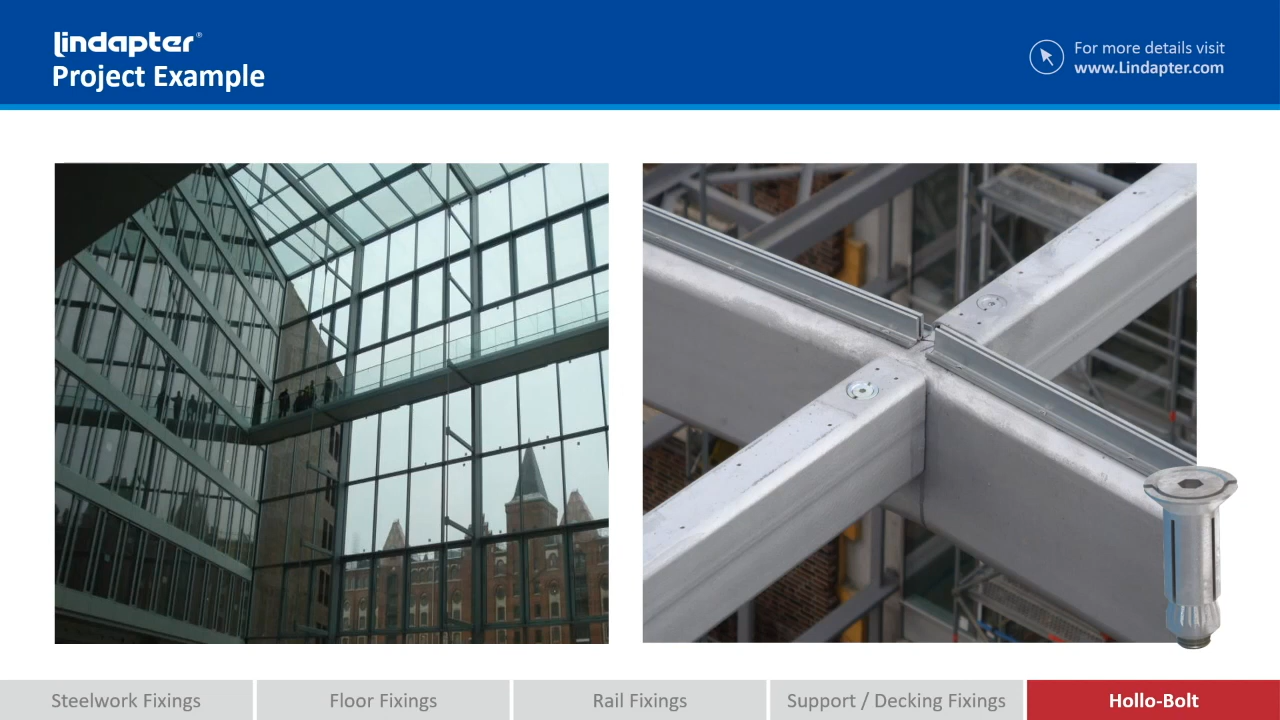 Lindapter®
Project Example
For more details visit
www.Lindapter.com
Steelwork Fixings
Floor Fixings
Rail Fixings
Support / Decking Fixings
Hollo-Bolt